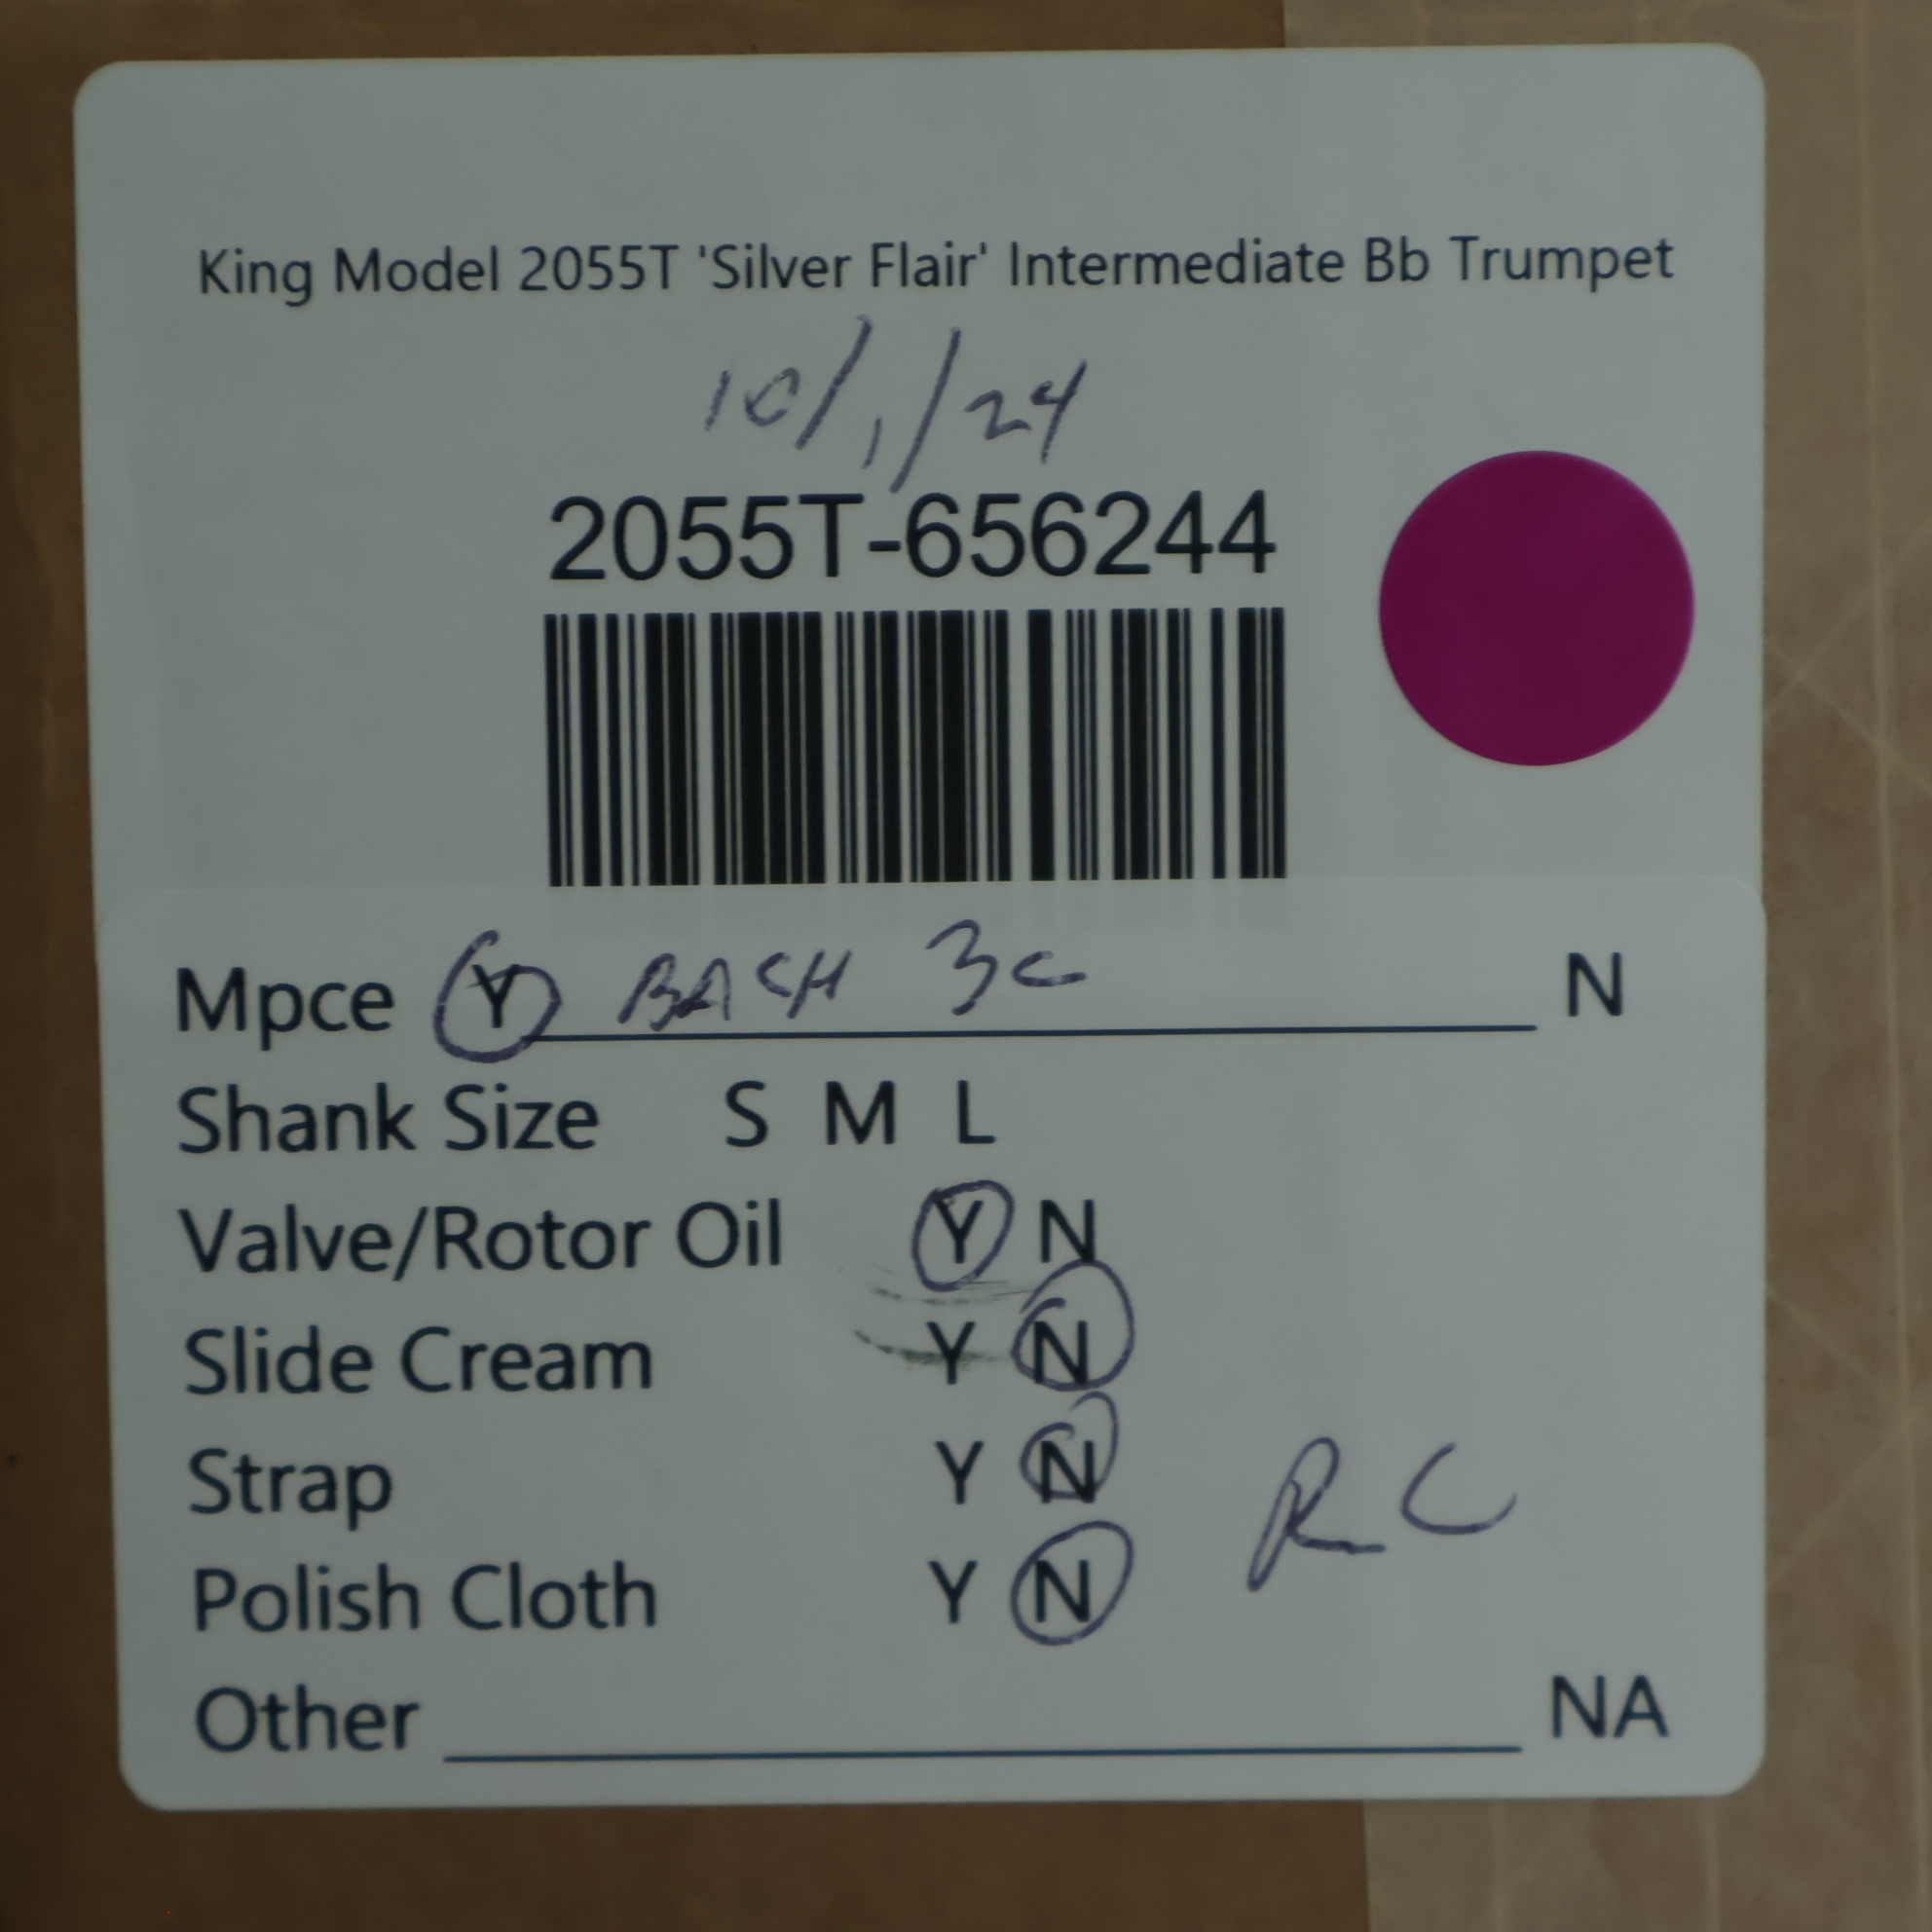 King Model 2055T 'Silver Flair' Intermediate Bb Trumpet
10/1/24
2055T-656244
Mpce Y BACH 3C N
Shank Size S M L
Valve/Rotor Oil Y N
Slide Cream Y N
Strap Y N
RC
Polish Cloth Y N
Other NA